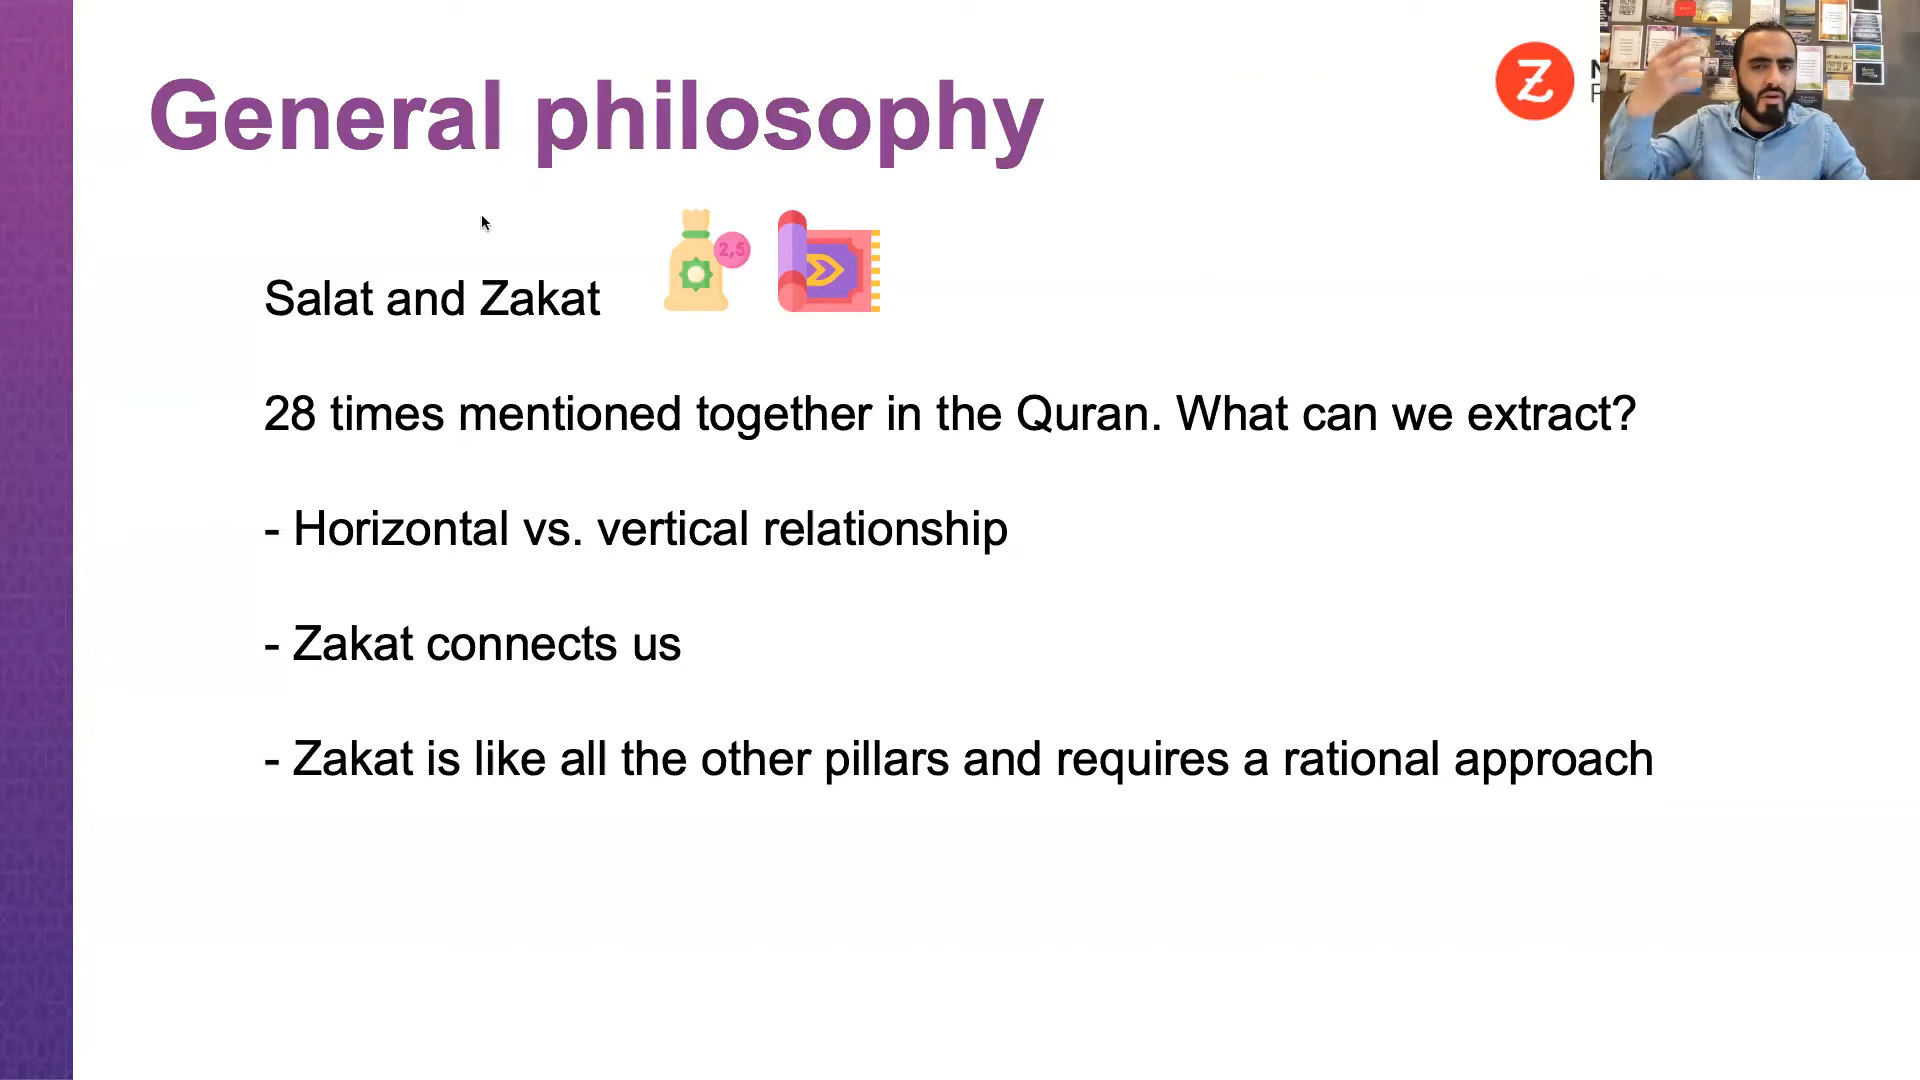 General philosophy
Z
2,5
Salat and Zakat
28 times mentioned together in the Quran. What can we extract?
- Horizontal vs. vertical relationship
- Zakat connects us
- Zakat is like all the other pillars and requires a rational approach